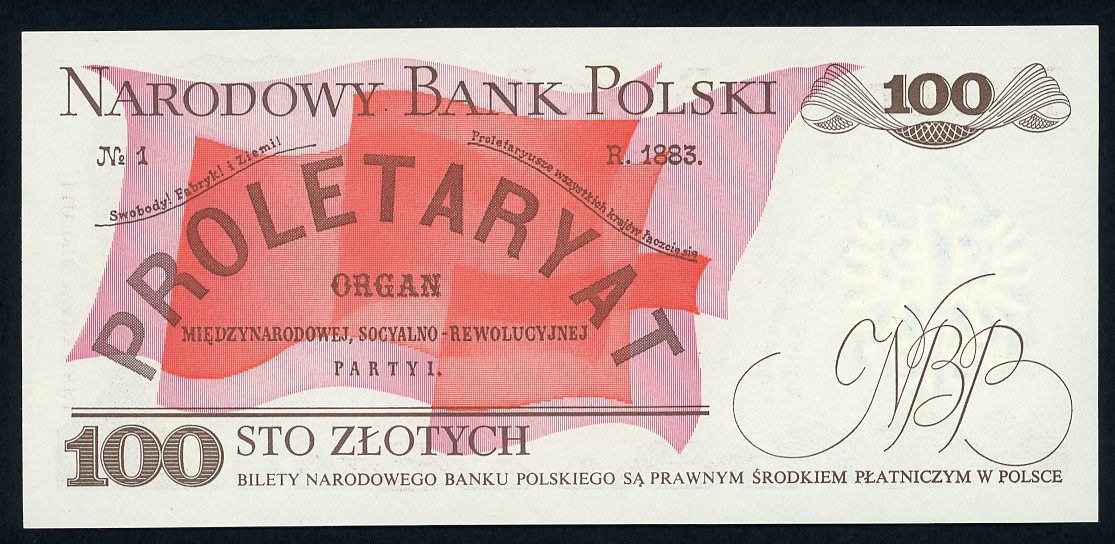 NARODOWY BANK POLSKI
100
№ 1
R. 1883.
Swobody! Fabryk! i Ziemi!
Proletaryusze wszystkich krajów łączcie się
PROLETARYAT
ORGAN
MIĘDZYNARODOWEJ, SOCYALNO-REWOLUCYJNEJ
PARTYI.
NBP
100 STO ZŁOTYCH
BILETY NARODOWEGO BANKU POLSKIEGO SĄ PRAWNYM ŚRODKIEM PŁATNICZYM W POLSCE